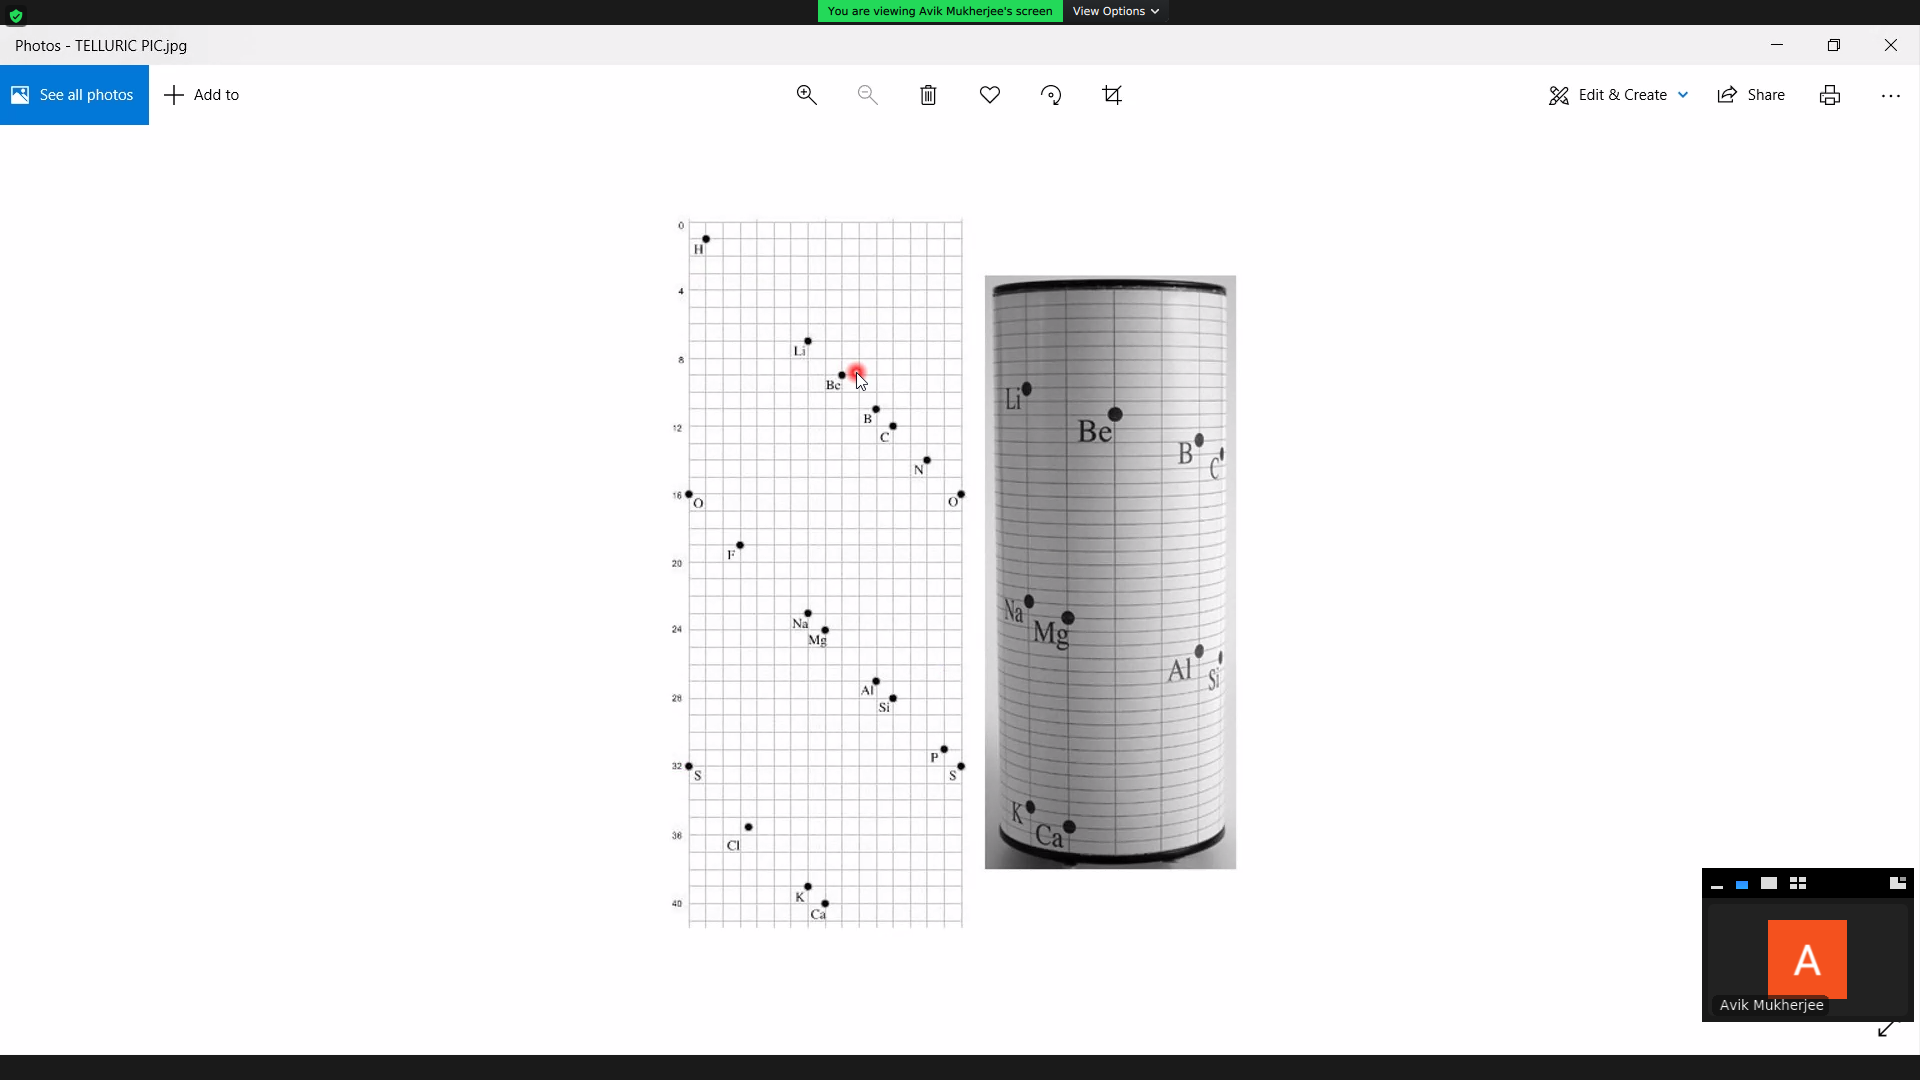 You are viewing Avik Mukherjee's screen
View Options
Photos - TELLURIC PIC.jpg
See all photos
Add to
Edit & Create
Share
0
H
4
Li
8
Be
B
12
C
N
16
O
O
F
20
Na
24
Mg
Al
28
Si
P
32
S
S
36
Cl
K
40
Ca
Li
Be
B
C
Na
Mg
Al
Si
K
Ca
A
Avik Mukherjee